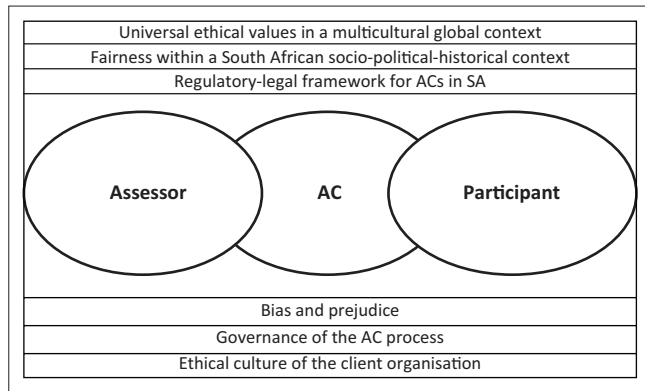 Universal ethical values in a multicultural global context
Fairness within a South African socio-political-historical context
Regulatory-legal framework for ACs in SA
Assessor
AC
Participant
Bias and prejudice
Governance of the AC process
Ethical culture of the client organisation